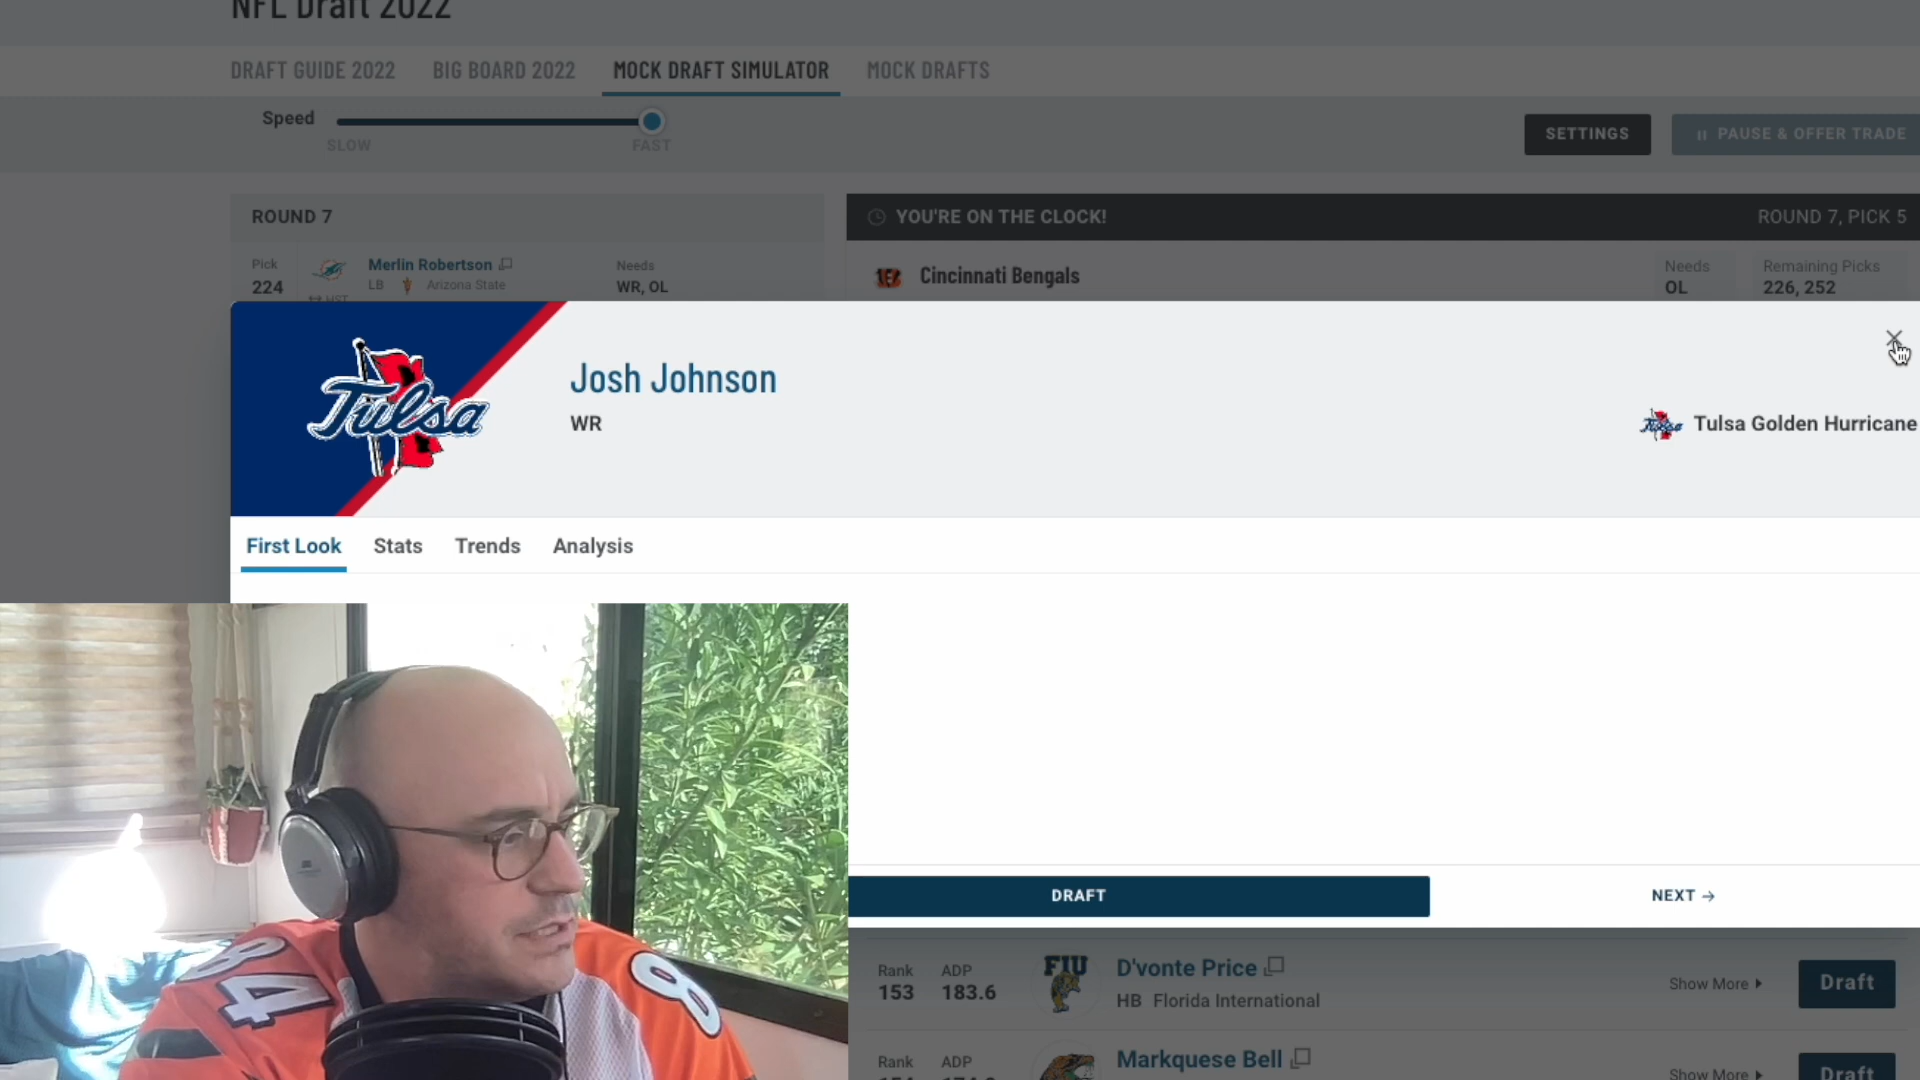 NFL Draft 2022
DRAFT GUIDE 2022 BIG BOARD 2022 MOCK DRAFT SIMULATOR MOCK DRAFTS
Speed
SLOW FAST
SETTINGS PAUSE & OFFER TRADE
ROUND 7
YOU'RE ON THE CLOCK! ROUND 7, PICK 5
Pick
224
Merlin Robertson
LB Arizona State
Needs
WR, OL
Cincinnati Bengals
Needs
OL
Remaining Picks
226, 252
Tulsa
Josh Johnson
WR
Tulsa
Tulsa Golden Hurricane
First Look Stats Trends Analysis
DRAFT NEXT →
84
8
Rank ADP
153 183.6
FIU
D'vonte Price
HB Florida International
Show More
Draft
Rank ADP
Markquese Bell
Show More
Draft